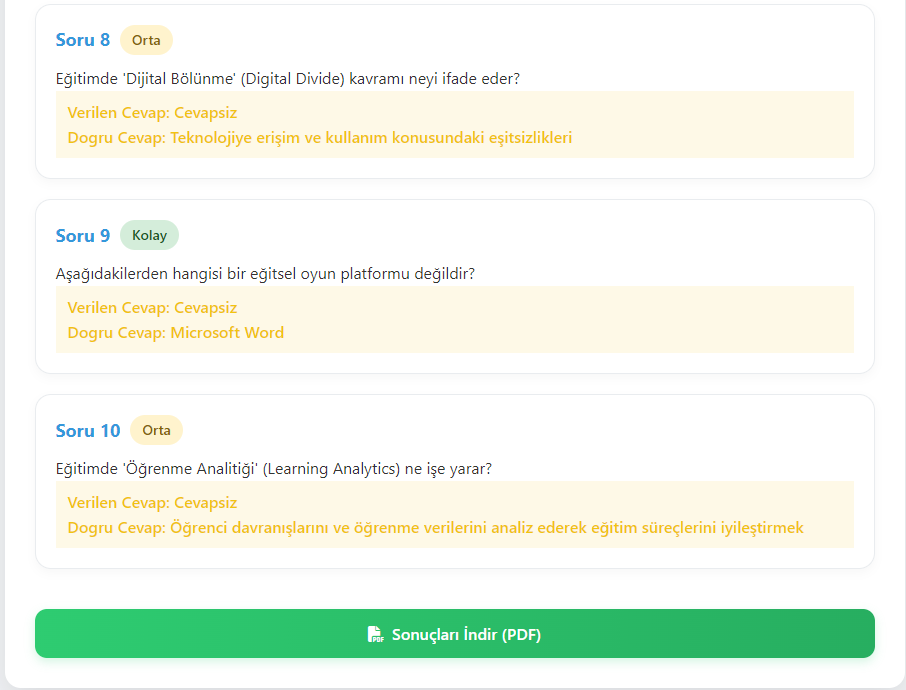 Soru 8 Orta
Eğitimde 'Dijital Bölünme' (Digital Divide) kavramı neyi ifade eder?
Verilen Cevap: Cevapsiz
Dogru Cevap: Teknolojiye erişim ve kullanım konusundaki eşitsizlikleri
Soru 9 Kolay
Aşağıdakilerden hangisi bir eğitsel oyun platformu değildir?
Verilen Cevap: Cevapsiz
Dogru Cevap: Microsoft Word
Soru 10 Orta
Eğitimde 'Öğrenme Analitiği' (Learning Analytics) ne işe yarar?
Verilen Cevap: Cevapsiz
Dogru Cevap: Öğrenci davranışlarını ve öğrenme verilerini analiz ederek eğitim süreçlerini iyileştirmek
Sonuçları İndir (PDF)